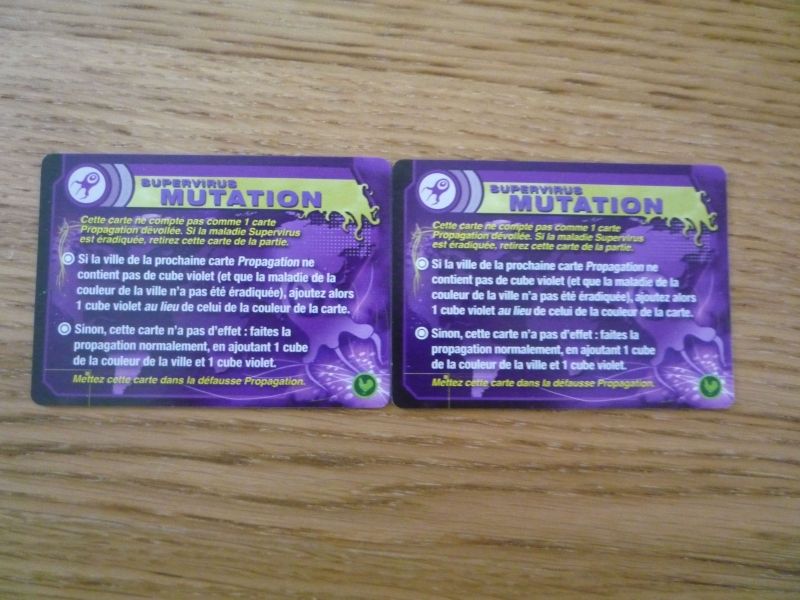 SUPERVIRUS
MUTATION
Cette carte ne compte pas comme 1 carte
Propagation dévoilée. Si la maladie Supervirus
est éradiquée, retirez cette carte de la partie.
Si la ville de la prochaine carte Propagation ne
contient pas de cube violet (et que la maladie de la
couleur de la ville n'a pas été éradiquée), ajoutez alors
1 cube violet au lieu de celui de la couleur de la carte.
Sinon, cette carte n'a pas d'effet : faites la
propagation normalement, en ajoutant 1 cube
de la couleur de la ville et 1 cube violet.
Mettez cette carte dans la défausse Propagation.
SUPERVIRUS
MUTATION
Cette carte ne compte pas comme 1 carte
Propagation dévoilée. Si la maladie Supervirus
est éradiquée, retirez cette carte de la partie.
Si la ville de la prochaine carte Propagation ne
contient pas de cube violet (et que la maladie de la
couleur de la ville n'a pas été éradiquée), ajoutez alors
1 cube violet au lieu de celui de la couleur de la carte.
Sinon, cette carte n'a pas d'effet : faites la
propagation normalement, en ajoutant 1 cube
de la couleur de la ville et 1 cube violet.
Mettez cette carte dans la défausse Propagation.